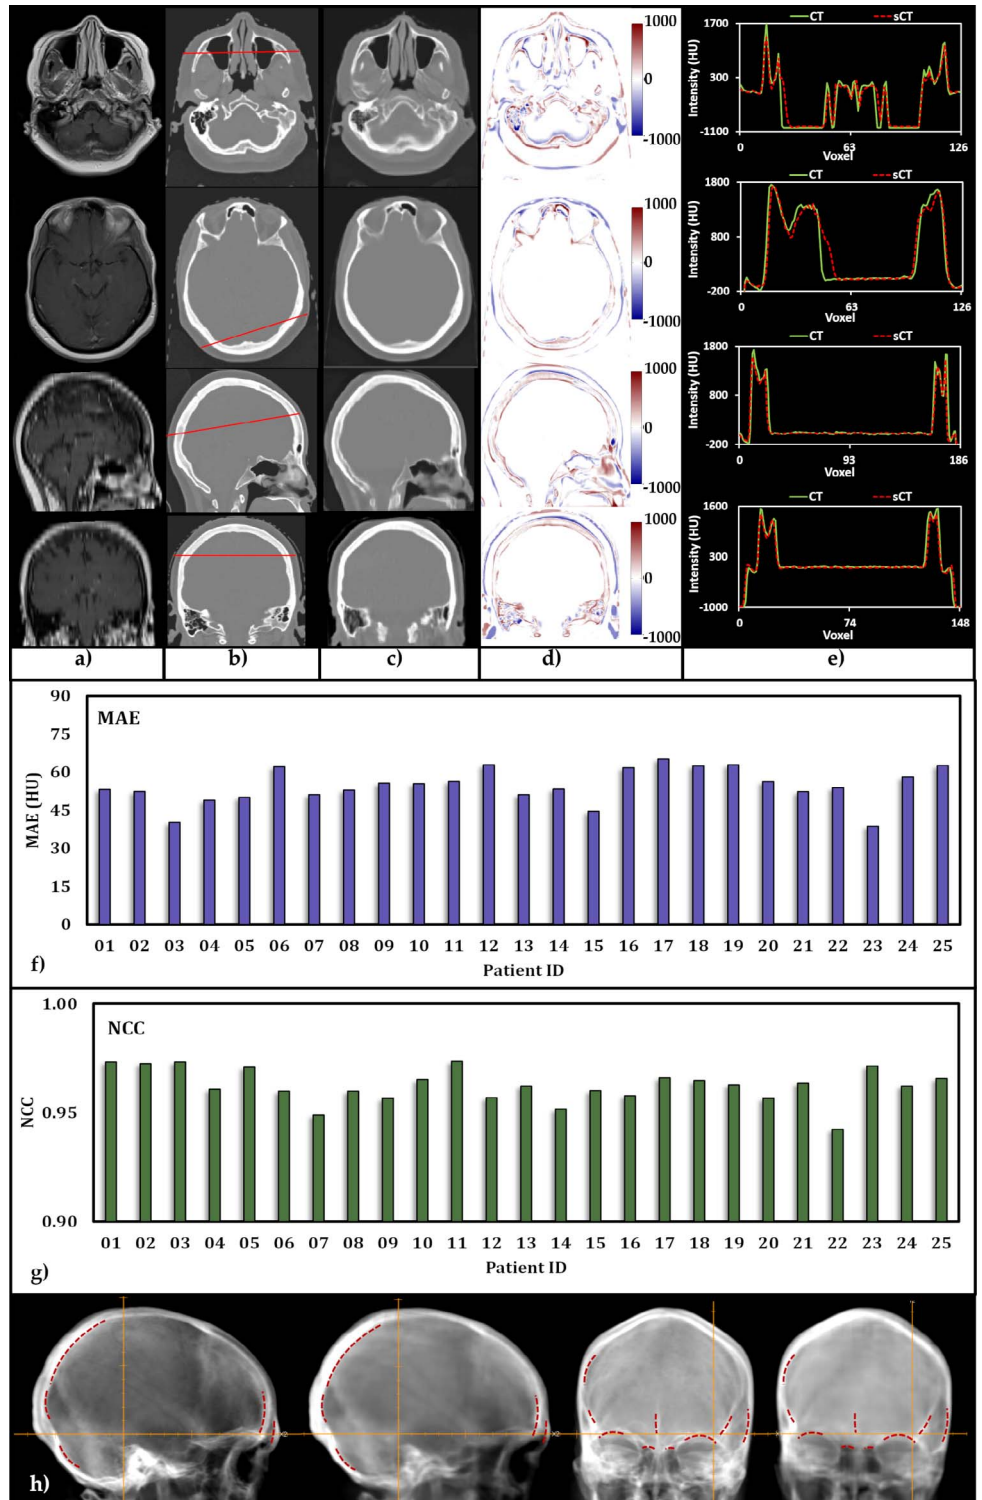 1000
0
-1000
CT sCT
Intensity (HU)
1700
300
-1100
0 63 126
Voxel
1000
0
-1000
CT sCT
Intensity (HU)
1800
800
-200
0 63 126
Voxel
1000
0
-1000
CT sCT
Intensity (HU)
1800
800
-200
0 93 186
Voxel
1000
0
-1000
CT sCT
Intensity (HU)
1600
300
-1000
0 74 148
Voxel
a) b) c) d) e)
MAE
MAE (HU)
90
75
60
45
30
15
0
01 02 03 04 05 06 07 08 09 10 11 12 13 14 15 16 17 18 19 20 21 22 23 24 25
Patient ID
f)
NCC
NCC
1.00
0.95
0.90
01 02 03 04 05 06 07 08 09 10 11 12 13 14 15 16 17 18 19 20 21 22 23 24 25
Patient ID
g)
h)